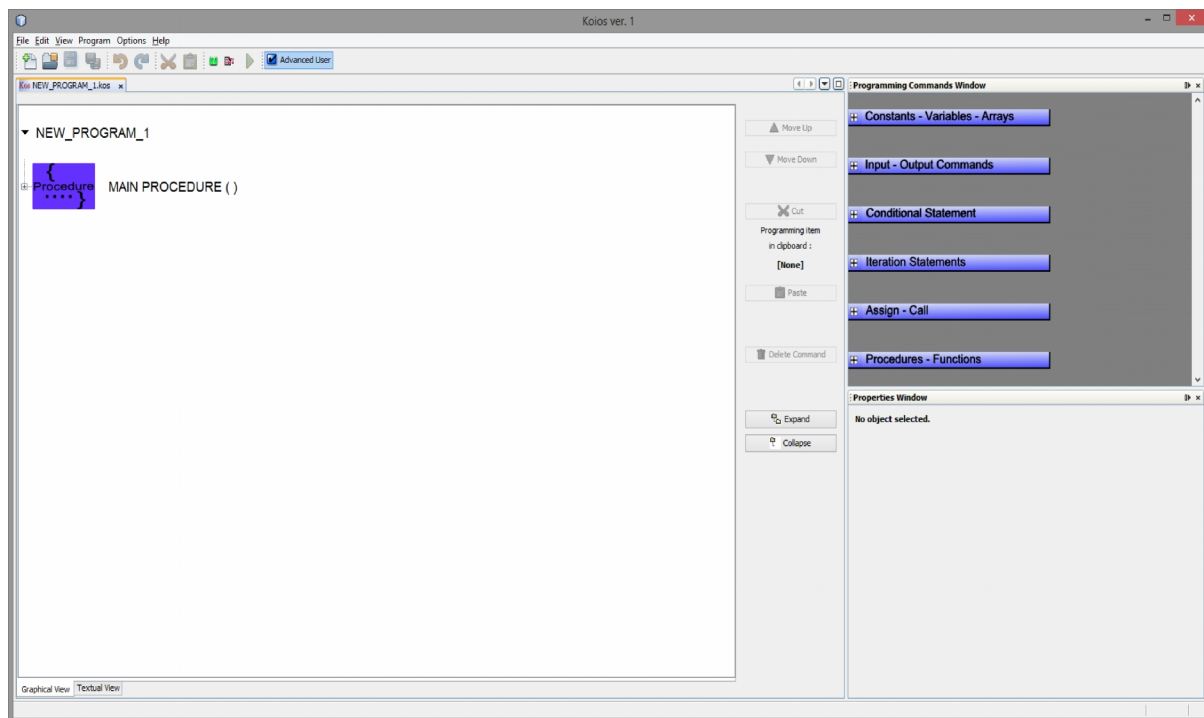 Koios ver. 1
File Edit View Program Options Help
Advanced User
Kos NEW_PROGRAM_1.kos x
NEW_PROGRAM_1
{
Procedure
.... }
MAIN PROCEDURE ( )
Move Up
Move Down
Cut
Programming item
in clipboard :
[None]
Paste
Delete Command
Expand
Collapse
Programming Commands Window
Constants - Variables - Arrays
Input - Output Commands
Conditional Statement
Iteration Statements
Assign - Call
Procedures - Functions
Properties Window
No object selected.
Graphical View Textual View